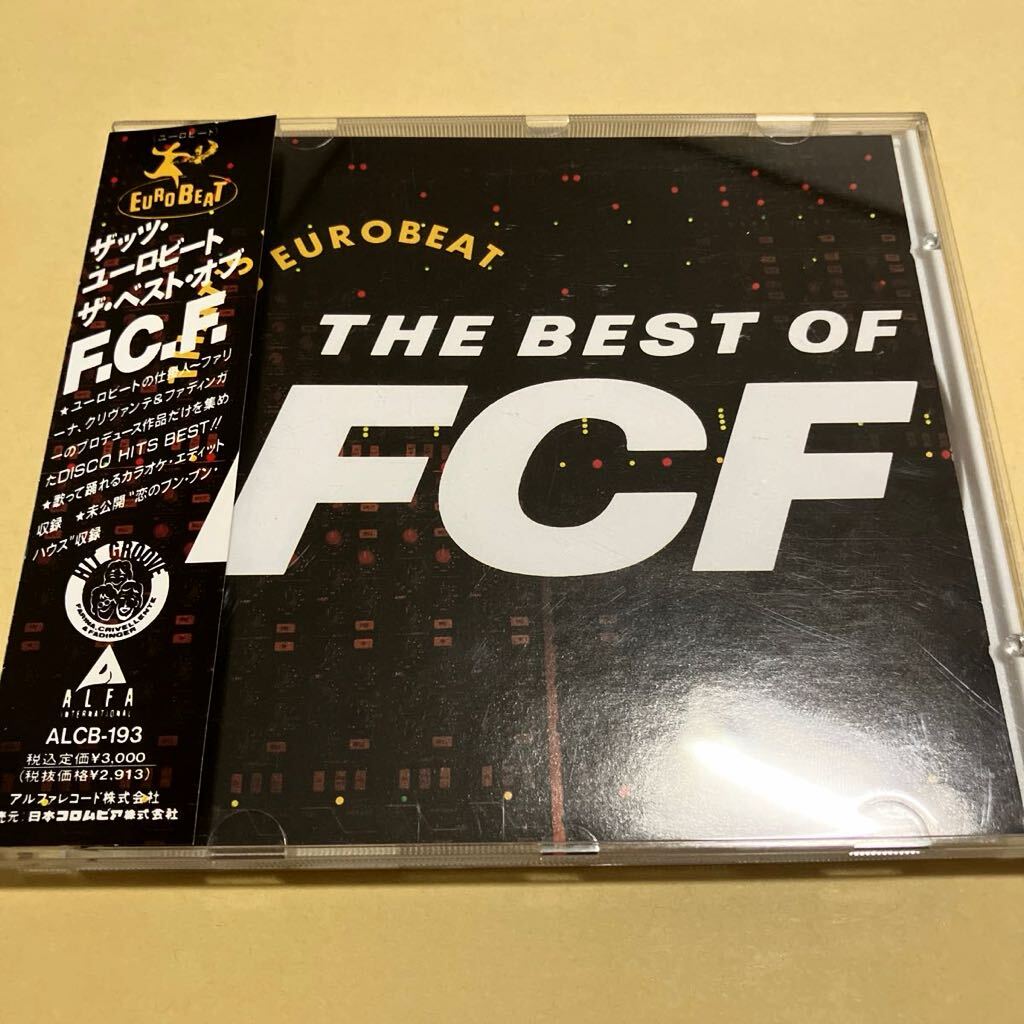 (ユーロビート)
EUROBEAT
ザッツ・
ユーロビート
ザ・ベスト・オブ
F.C.F.
★ユーロビートの仕掛人—ファリ
ーナ、クリヴァンテ&ファディンガ
ーのプロデュース作品だけを集め
たDISCO HITS BEST!!
★歌って踊れるカラオケ・エディット
収録 ★未公開“恋のブン・ブン・
ハウス”収録
HIT GROOVE
FARINA, CRIVELLENTE
& FADINGER
ALFA
INTERNATIONAL
ALCB-193
税込定価¥3,000
(税抜価格¥2,913)
アルファレコード株式会社
売元:日本コロムビア株式会社
EUROBEAT
THE BEST OF
FCF